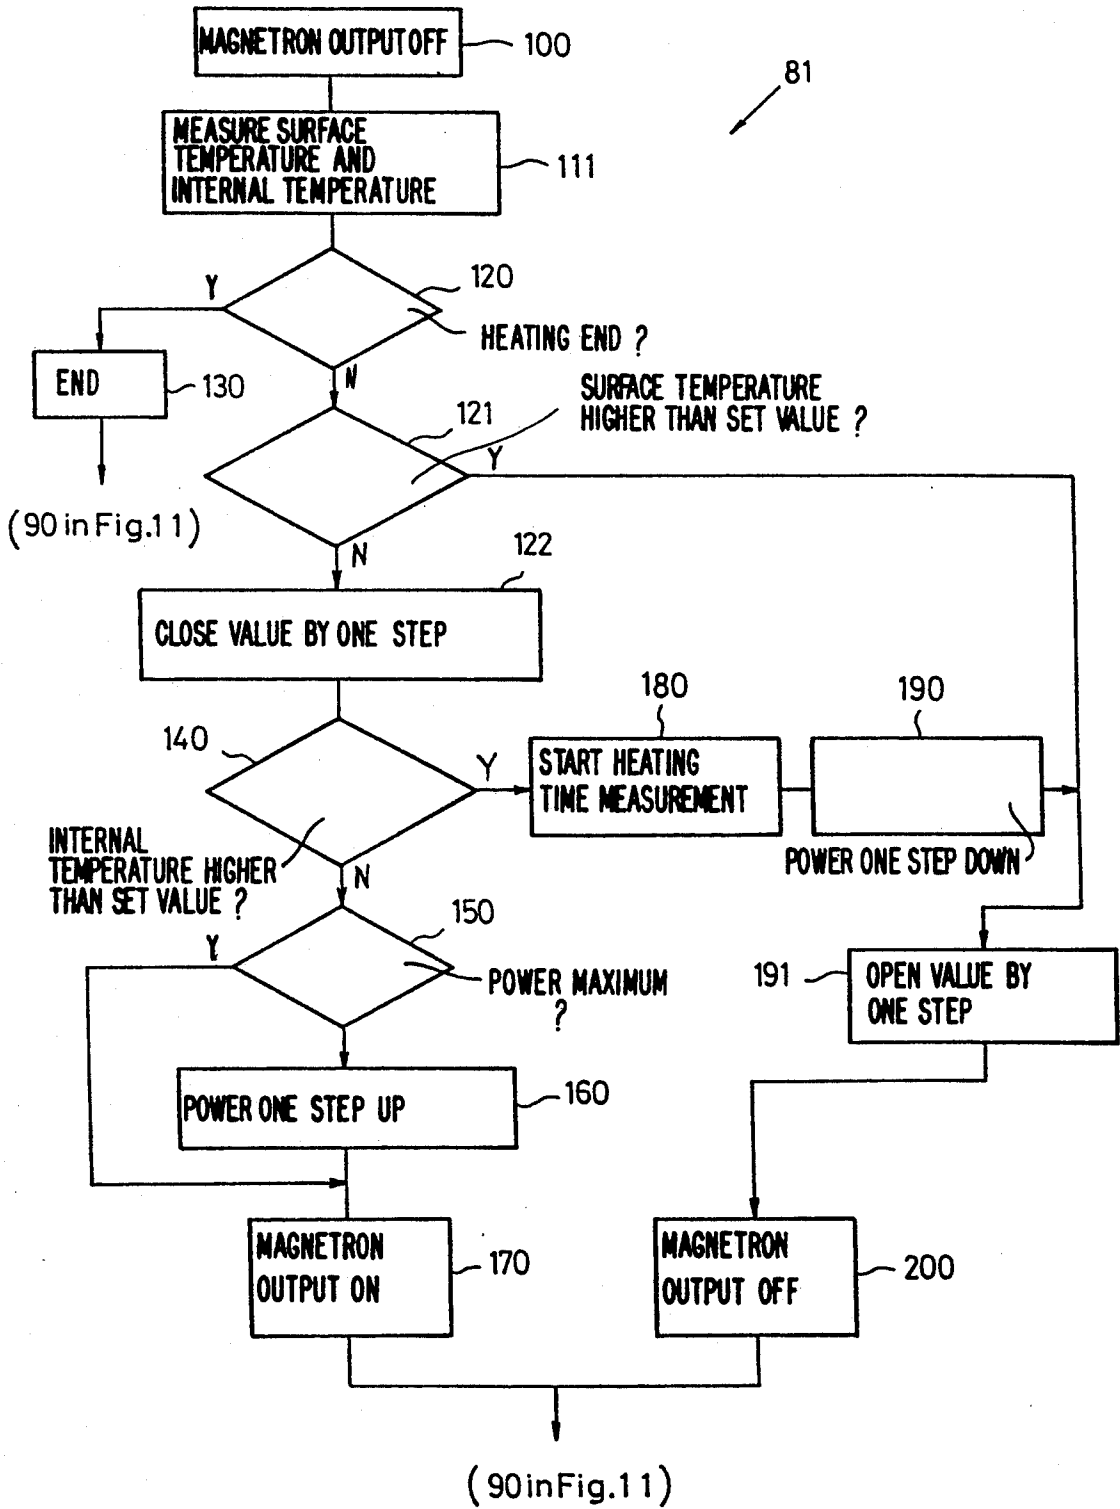 MAGNETRON OUTPUT OFF
100
81
MEASURE SURFACE
TEMPERATURE AND
INTERNAL TEMPERATURE
111
Y
120
HEATING END ?
END
130
N
SURFACE TEMPERATURE
HIGHER THAN SET VALUE ?
121
Y
(90 in Fig.11)
N
122
CLOSE VALUE BY ONE STEP
140
Y
180
START HEATING
TIME MEASUREMENT
190
POWER ONE STEP DOWN
INTERNAL
TEMPERATURE HIGHER
THAN SET VALUE ?
N
150
Y
POWER MAXIMUM
?
191
OPEN VALUE BY
ONE STEP
POWER ONE STEP UP
160
MAGNETRON
OUTPUT ON
170
MAGNETRON
OUTPUT OFF
200
(90 in Fig.11)